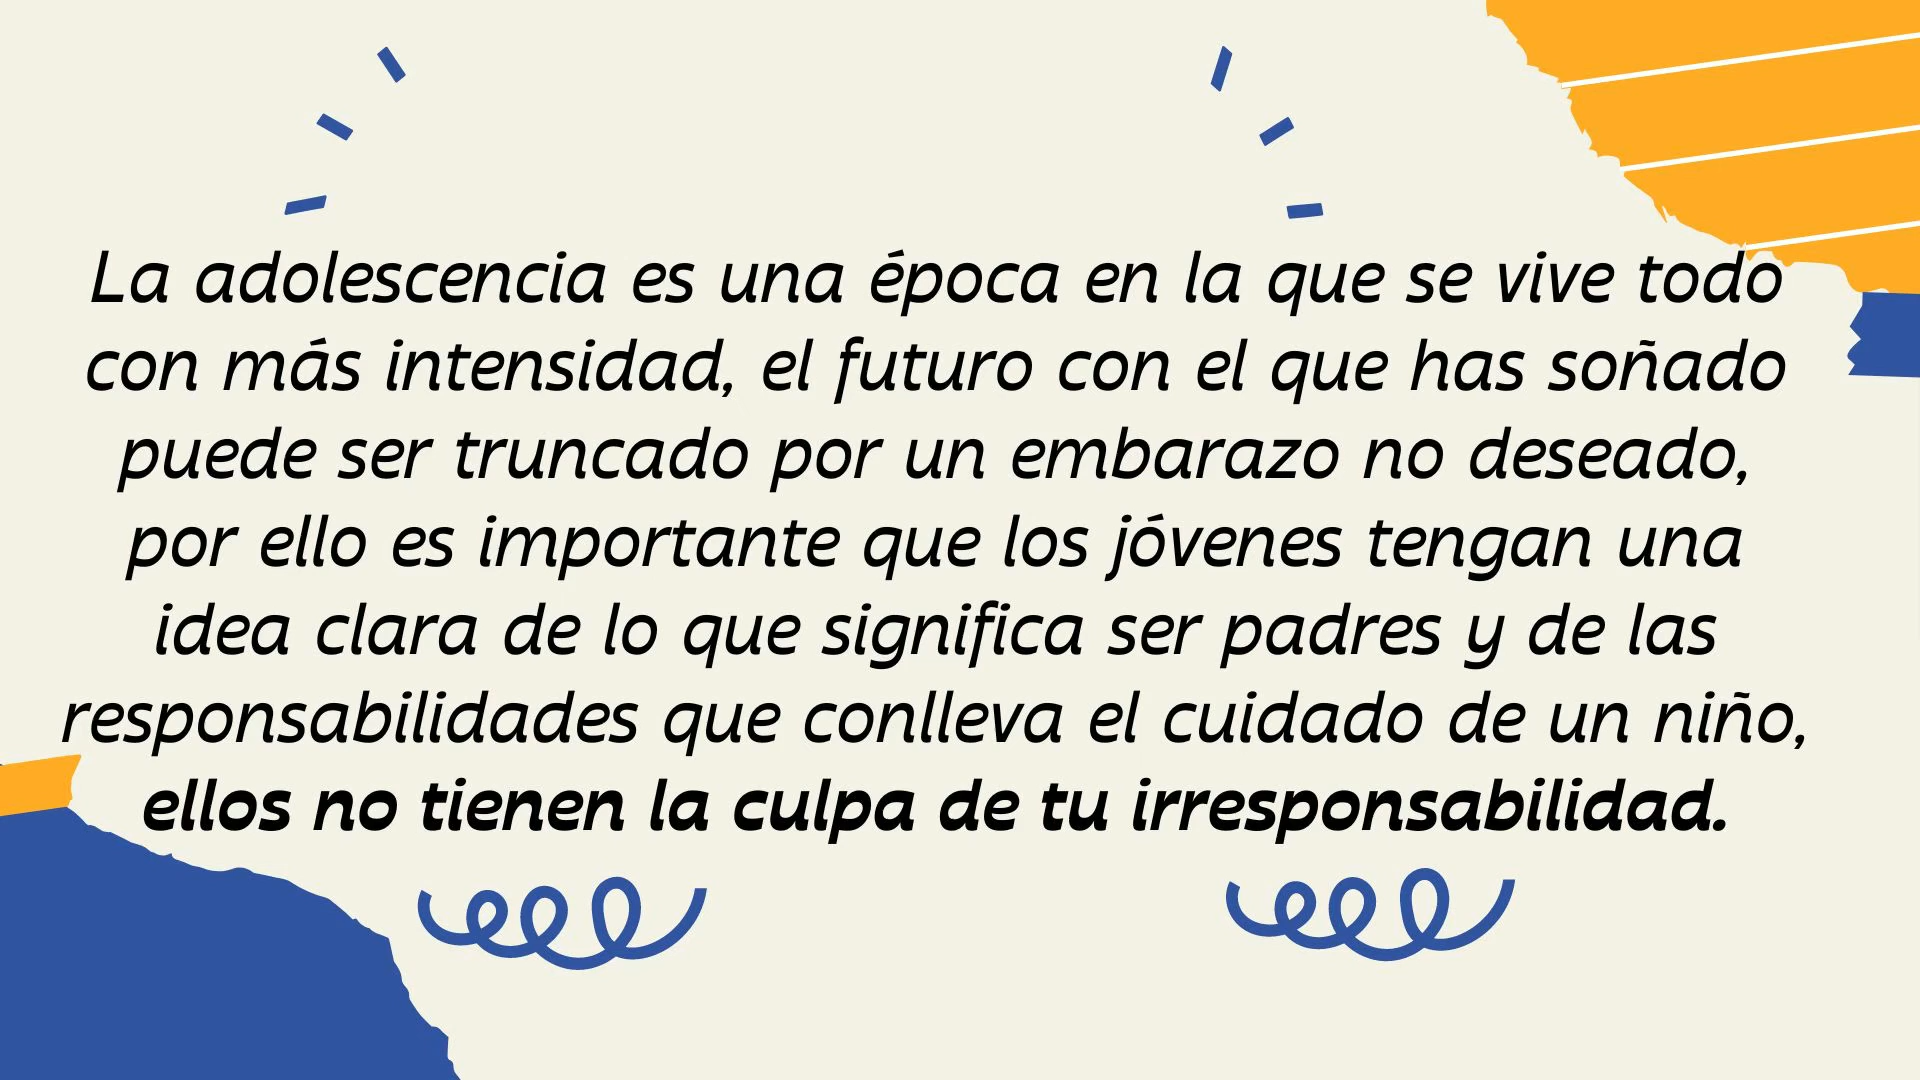 La adolescencia es una época en la que se vive todo
con más intensidad, el futuro con el que has soñado
puede ser truncado por un embarazo no deseado,
por ello es importante que los jóvenes tengan una
idea clara de lo que significa ser padres y de las
responsabilidades que conlleva el cuidado de un niño,
ellos no tienen la culpa de tu irresponsabilidad.